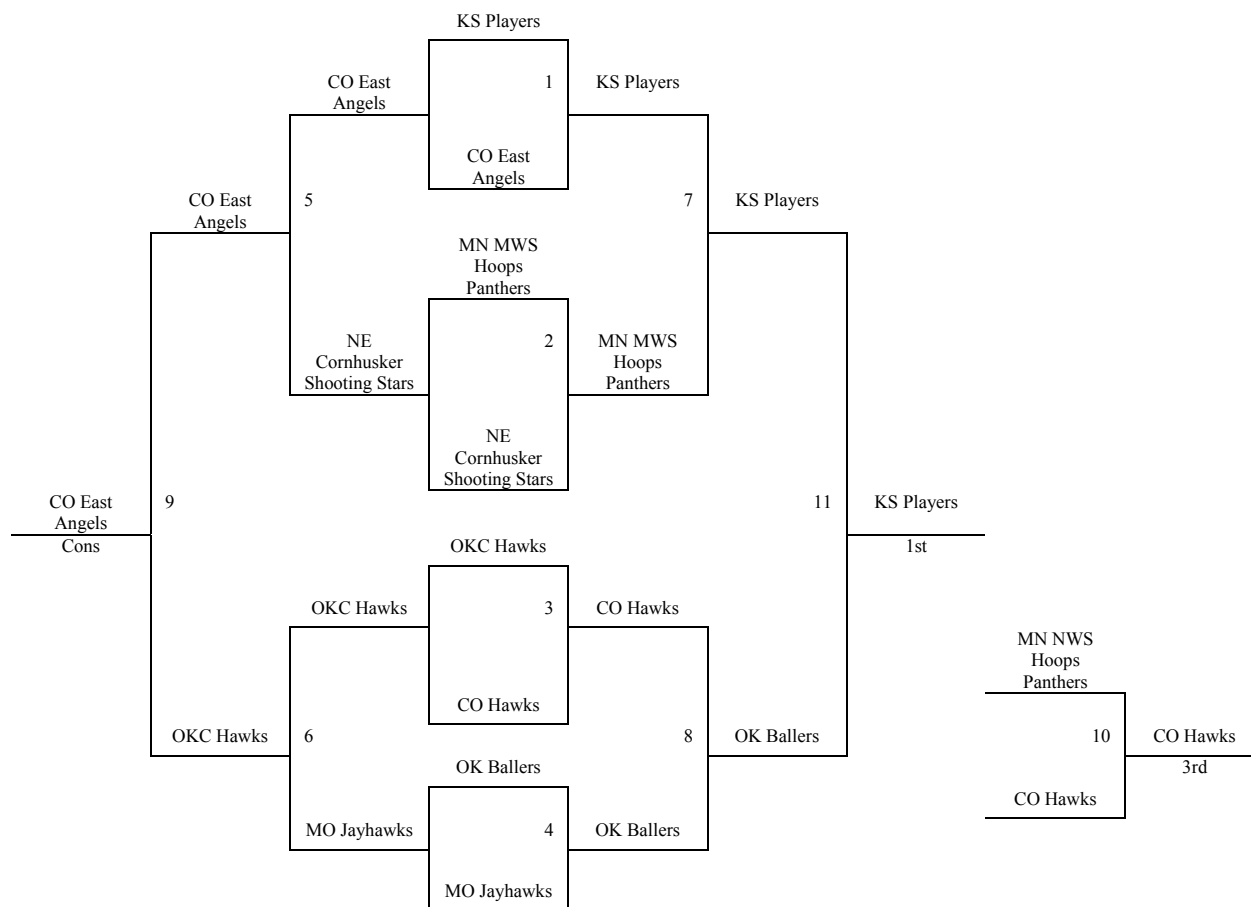 KS Players
CO East
Angels
1
KS Players
CO East
Angels
CO East
Angels
5
7
KS Players
MN MWS
Hoops
Panthers
NE
Cornhusker
Shooting Stars
2
MN MWS
Hoops
Panthers
NE
Cornhusker
Shooting Stars
CO East
Angels
Cons
9
11
KS Players
1st
OKC Hawks
OKC Hawks
3
CO Hawks
MN NWS
Hoops
Panthers
CO Hawks
OKC Hawks
6
8
OK Ballers
10
CO Hawks
3rd
OK Ballers
CO Hawks
MO Jayhawks
4
OK Ballers
MO Jayhawks